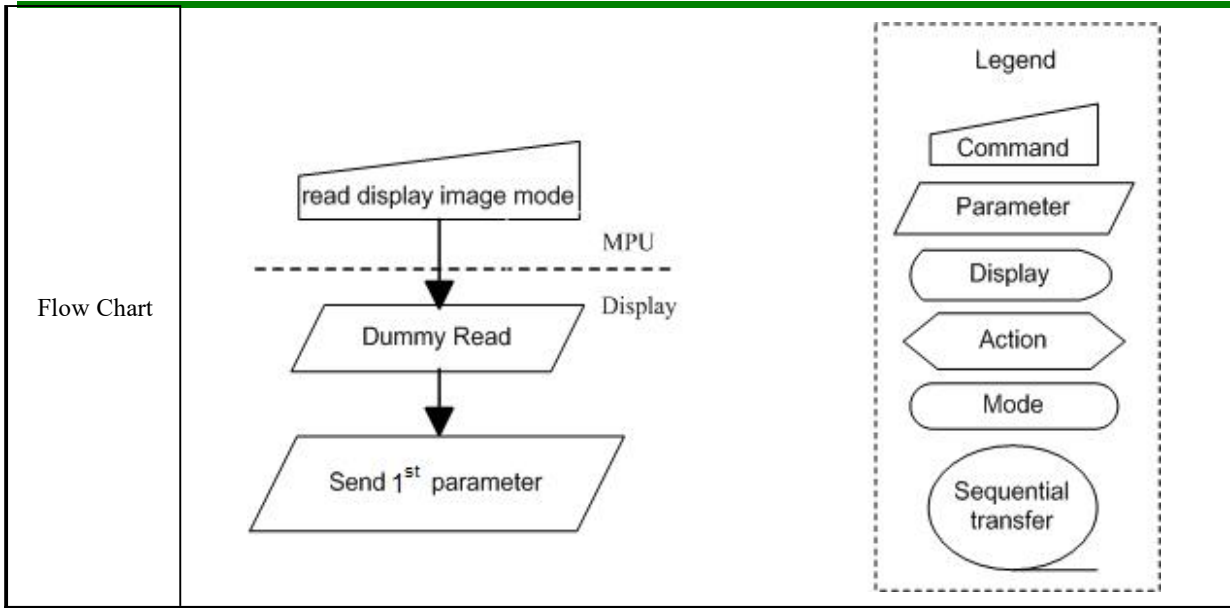 Flow Chart
read display image mode
MPU
Display
Dummy Read
Send 1st parameter
Legend
Command
Parameter
Display
Action
Mode
Sequential
transfer